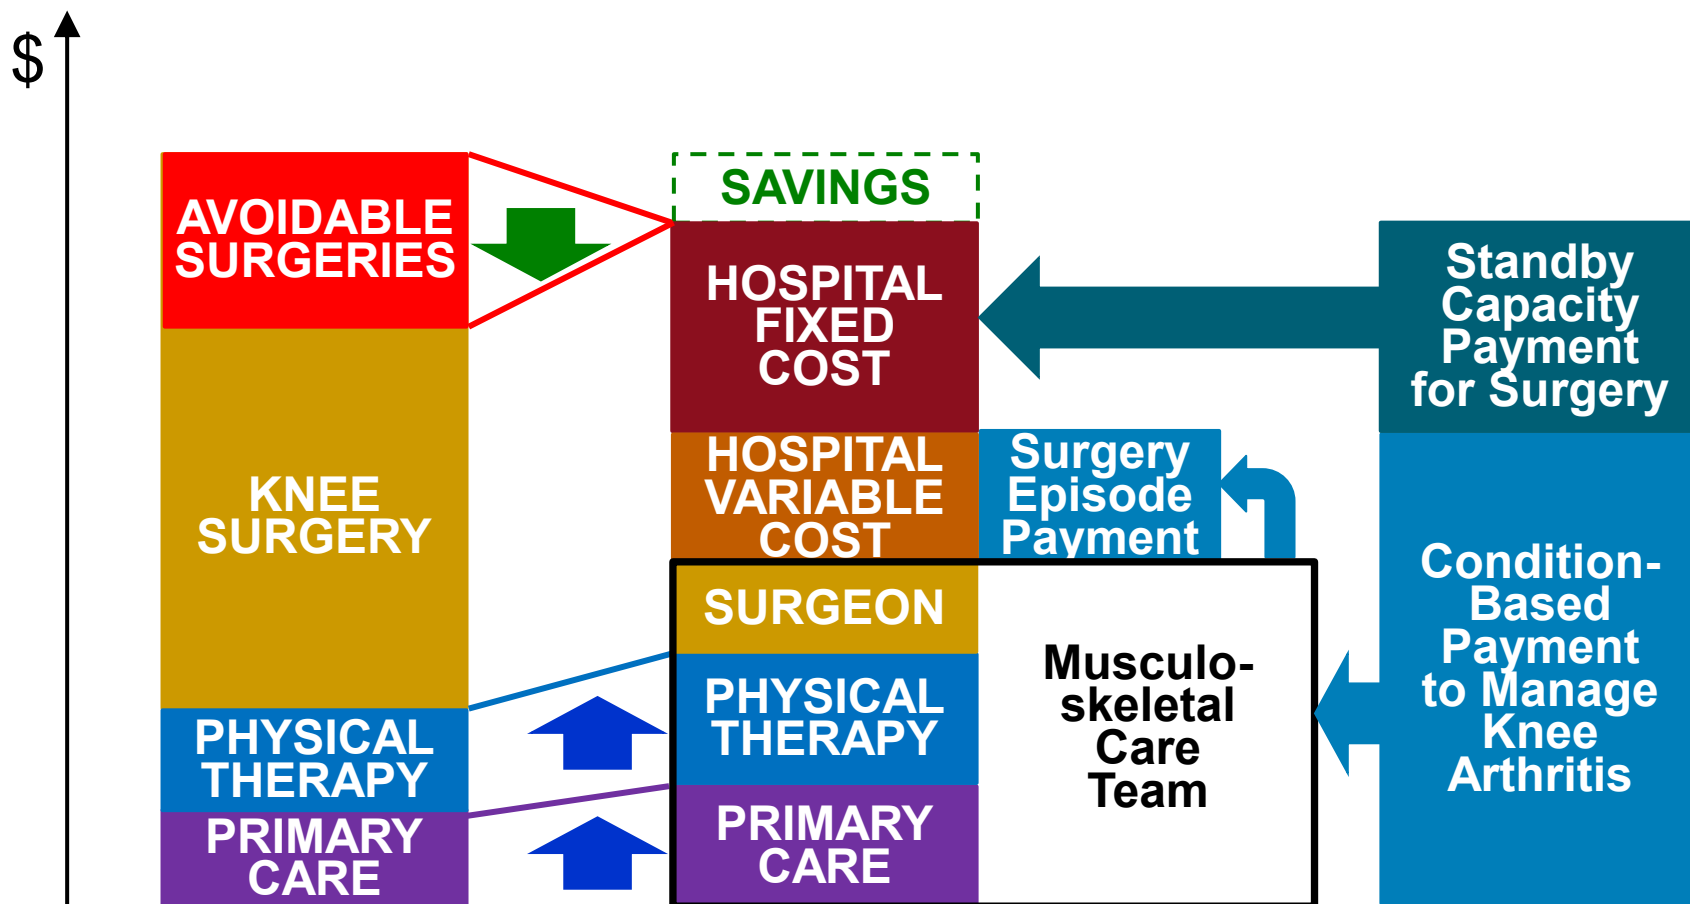 $
AVOIDABLE
SURGERIES
KNEE
SURGERY
PHYSICAL
THERAPY
PRIMARY
CARE
SAVINGS
HOSPITAL
FIXED
COST
HOSPITAL
VARIABLE
COST
SURGEON
PHYSICAL
THERAPY
PRIMARY
CARE
Surgery
Episode
Payment
Musculo-
skeletal
Care
Team
Standby
Capacity
Payment
for Surgery
Condition-
Based
Payment
to Manage
Knee
Arthritis